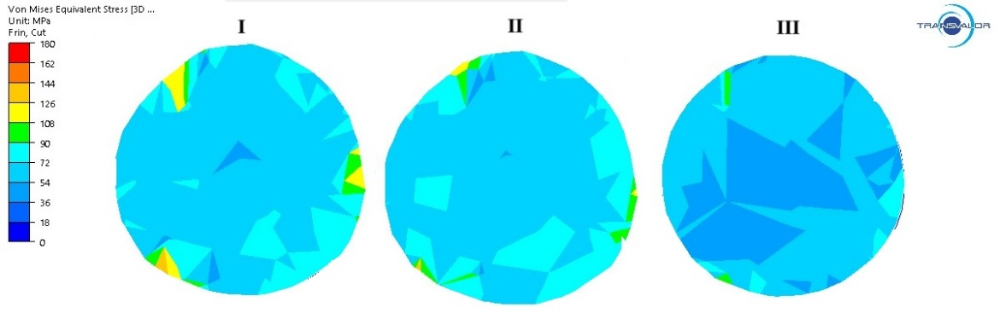 Von Mises Equivalent Stress [3D ...
Unit: MPa
Frin, Cut
180
162
144
126
108
90
72
54
36
18
0
I
II
III
TRANSVALOR